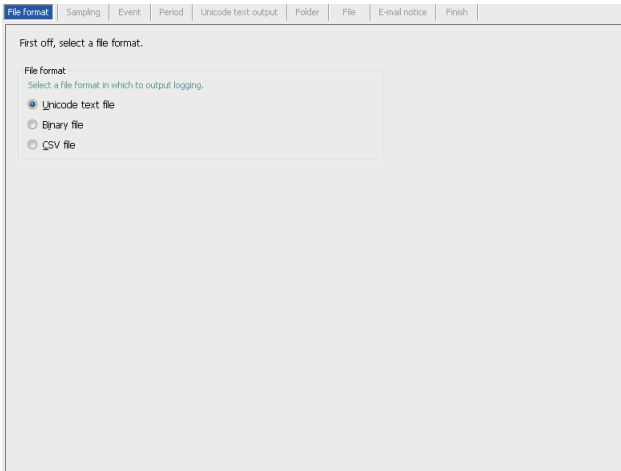 File format Sampling Event Period Unicode text output Folder File E-mail notice Finish
First off, select a file format.
File format
Select a file format in which to output logging.
Unicode text file
Binary file
CSV file